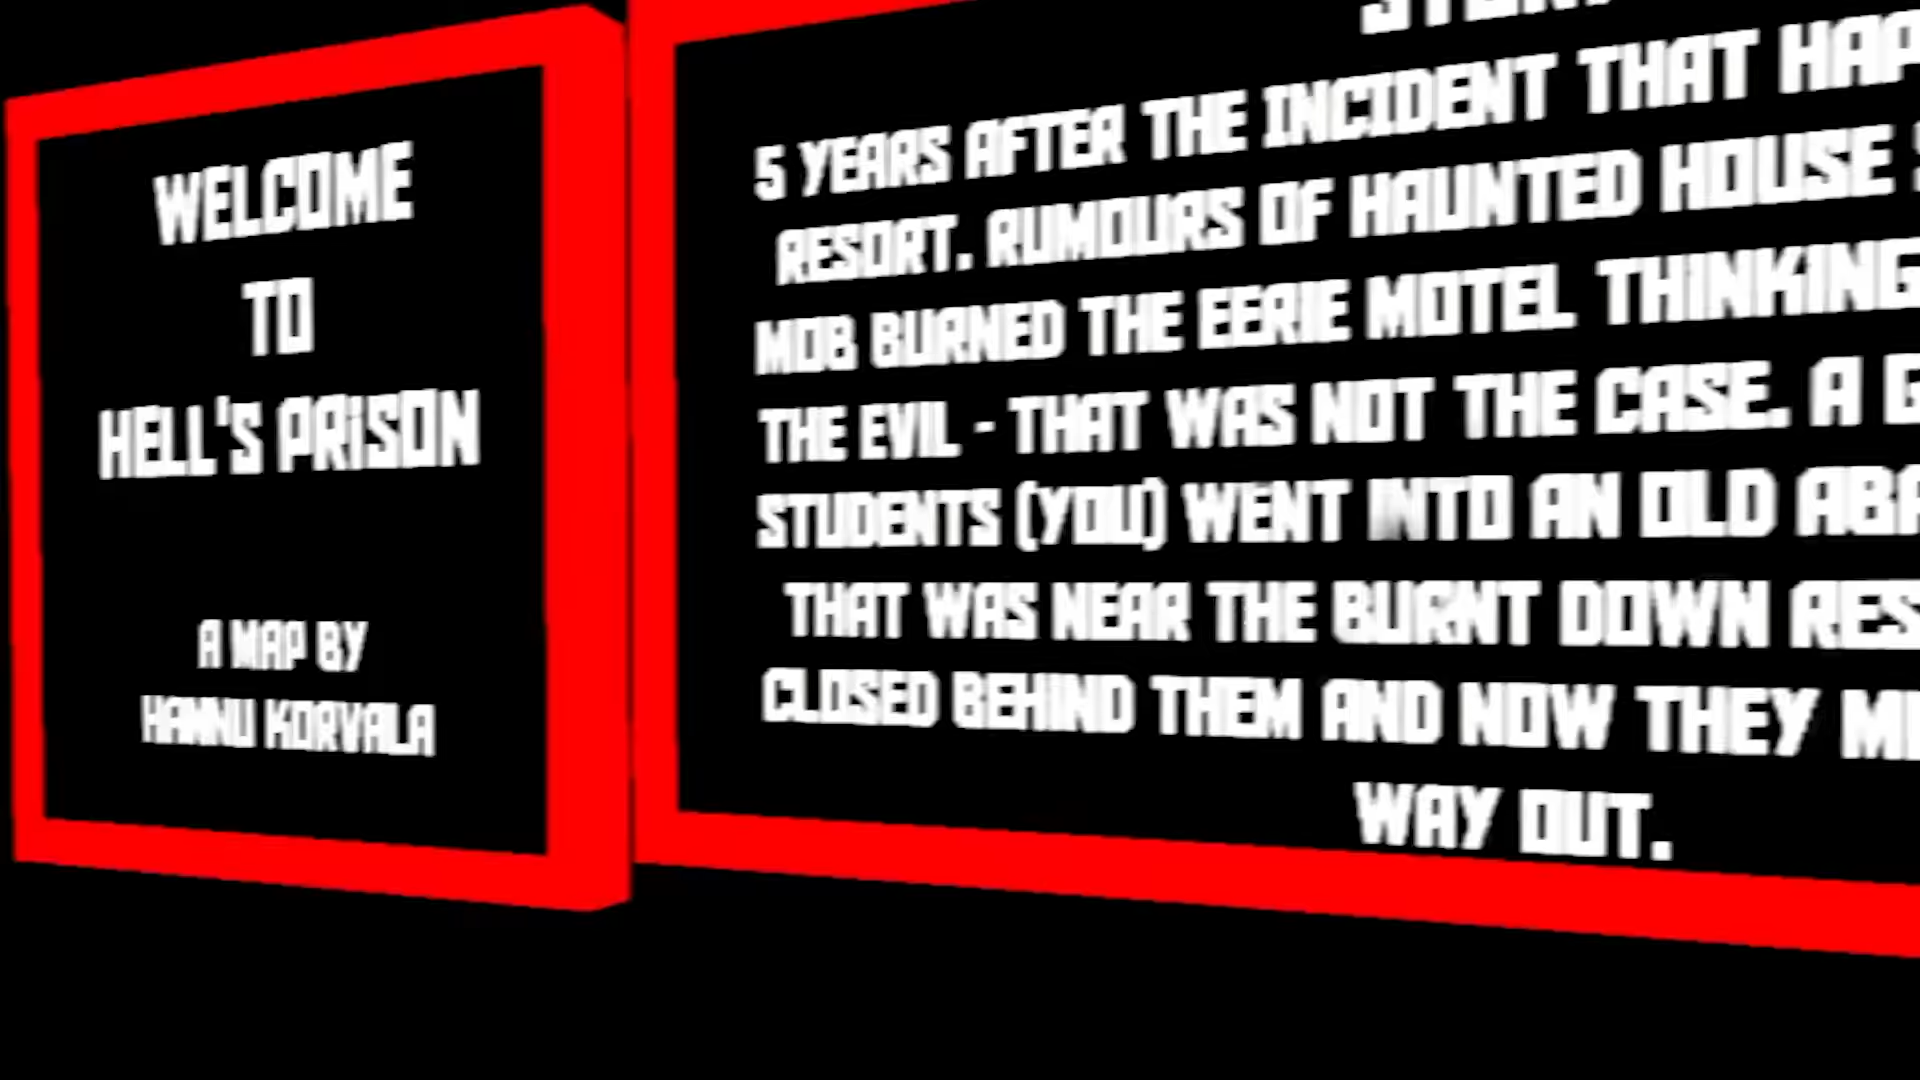 WELCOME
TO
HELL'S PRISON
A MAP BY
HANNU KORVALA
5 YEARS AFTER THE INCIDENT THAT
RESORT. RUMOURS OF HAUNTED HOUSE
MOB BURNED THE EERIE MOTEL THINKING
THE EVIL - THAT WAS NOT THE CASE. A
STUDENTS (YOU) WENT INTO AN OLD
THAT WAS NEAR THE BURNT DOWN
CLOSED BEHIND THEM AND NOW THEY
WAY OUT.